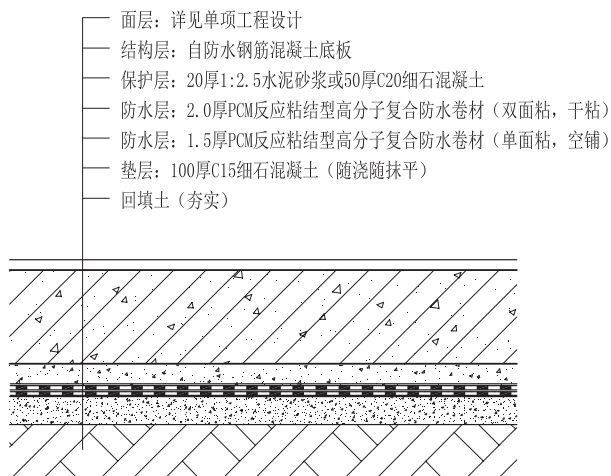 面层：详见单项工程设计
结构层：自防水钢筋混凝土底板
保护层：20厚1:2.5水泥砂浆或50厚C20细石混凝土
防水层：2.0厚PCM反应粘结型高分子复合防水卷材（双面粘，干粘）
防水层：1.5厚PCM反应粘结型高分子复合防水卷材（单面粘，空铺）
垫层：100厚C15细石混凝土（随浇随抹平）
回填土（夯实）